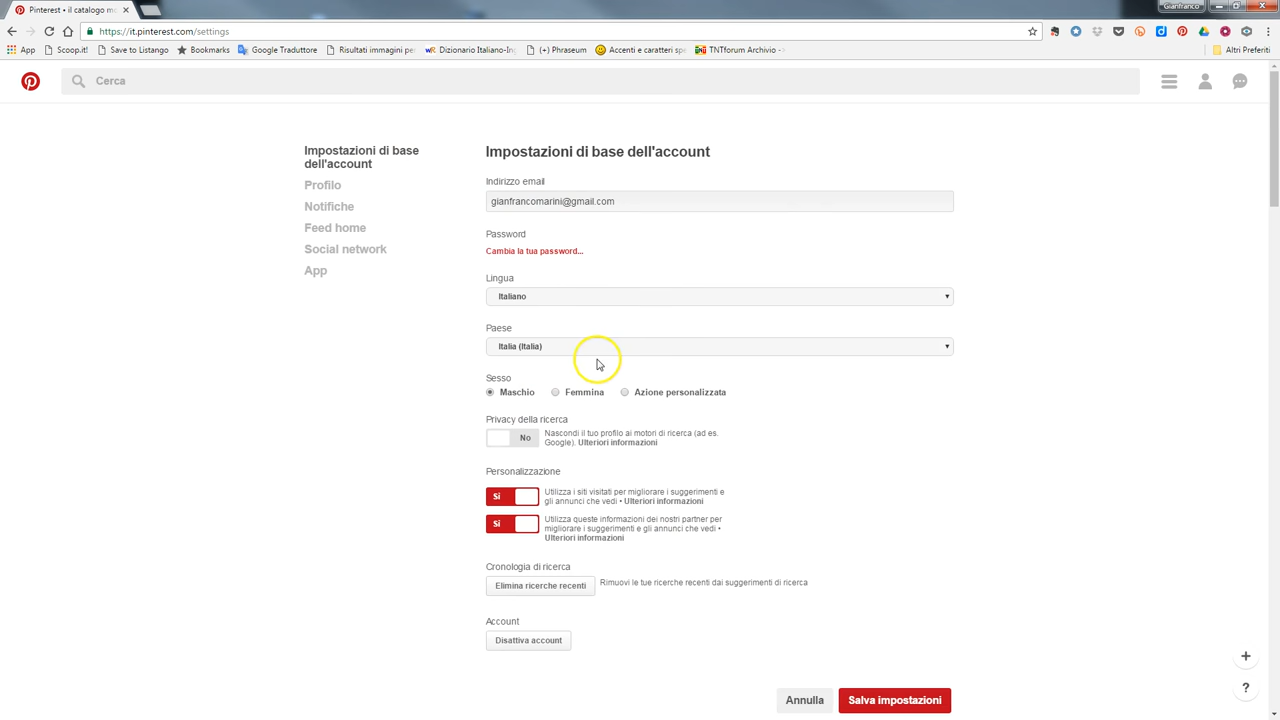 Pinterest • il catalogo m
Gianfranco
https://it.pinterest.com/settings
App
Scoop.it!
Save to Listango
Bookmarks
Google Traduttore
Risultati immagini per
Dizionario Italiano-Ing
(+) Phraseum
Accenti e caratteri spe
TNTforum Archivio ->
Altri Preferiti
Cerca
Impostazioni di base
dell'account
Profilo
Notifiche
Feed home
Social network
App
Impostazioni di base dell'account
Indirizzo email
gianfrancomarini@gmail.com
Password
Cambia la tua password...
Lingua
Italiano
Paese
Italia (Italia)
Sesso
Maschio Femmina Azione personalizzata
Privacy della ricerca
No
Nascondi il tuo profilo ai motori di ricerca (ad es.
Google). Ulteriori informazioni
Personalizzazione
Sì
Utilizza i siti visitati per migliorare i suggerimenti e
gli annunci che vedi • Ulteriori informazioni
Sì
Utilizza queste informazioni dei nostri partner per
migliorare i suggerimenti e gli annunci che vedi •
Ulteriori informazioni
Cronologia di ricerca
Elimina ricerche recenti
Rimuovi le tue ricerche recenti dai suggerimenti di ricerca
Account
Disattiva account
Annulla
Salva impostazioni
+
?